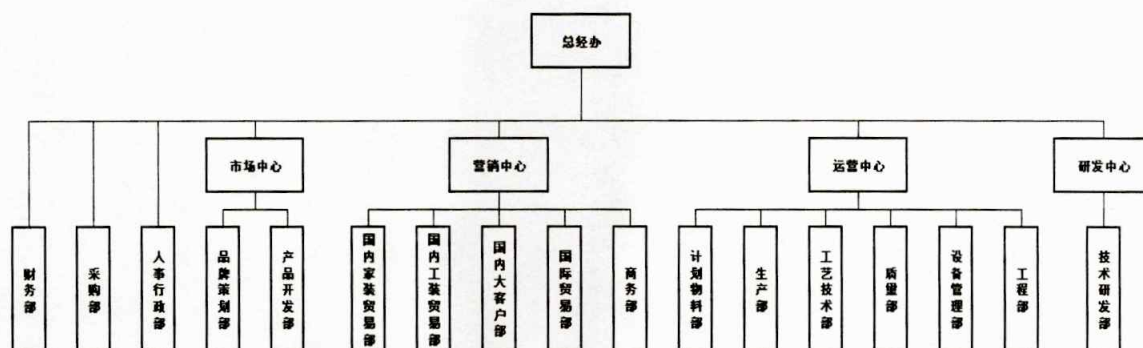 总经办
市场中心
营销中心
运营中心
研发中心
财务部
采购部
人事行政部
品牌策划部
产品开发部
国内家装贸易部
国内工装贸易部
国内大客户部
国际贸易部
商务部
计划物料部
生产部
工艺技术部
质量部
设备管理部
工程部
技术研发部